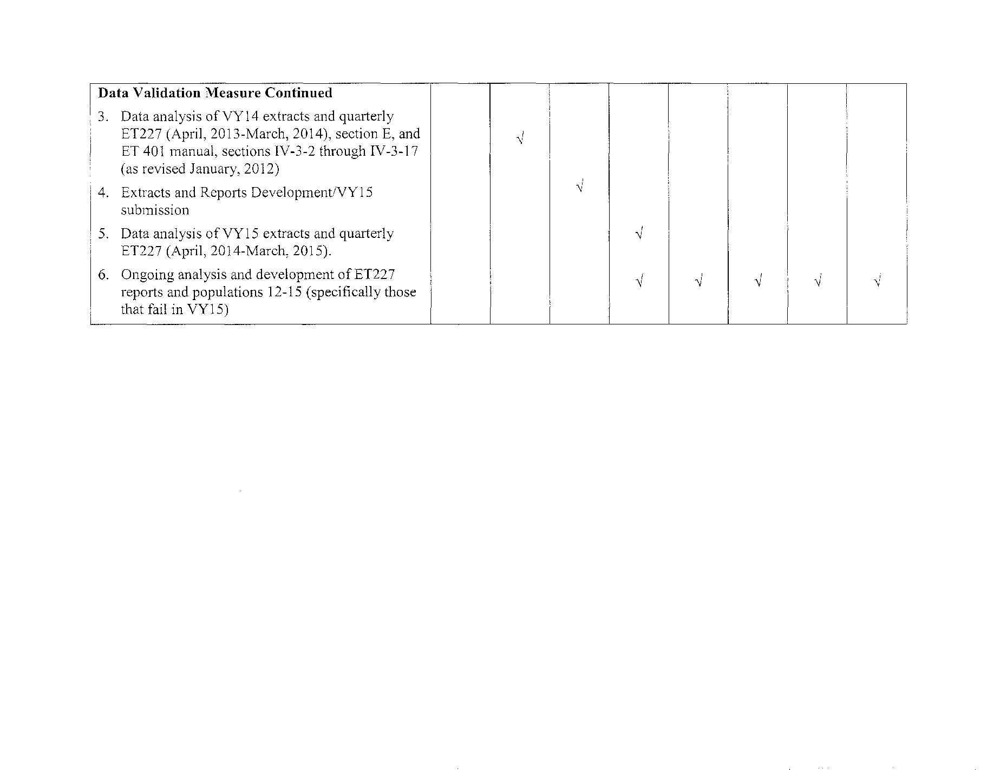 Data Validation Measure Continued
3. Data analysis of VY14 extracts and quarterly
ET227 (April, 2013-March, 2014), section E, and √
ET 401 manual, sections IV-3-2 through IV-3-17
(as revised January, 2012)
4. Extracts and Reports Development/VY15 √
submission
5. Data analysis of VY15 extracts and quarterly √
ET227 (April, 2014-March, 2015).
6. Ongoing analysis and development of ET227 √ √ √ √ √
reports and populations 12-15 (specifically those
that fail in VY15)